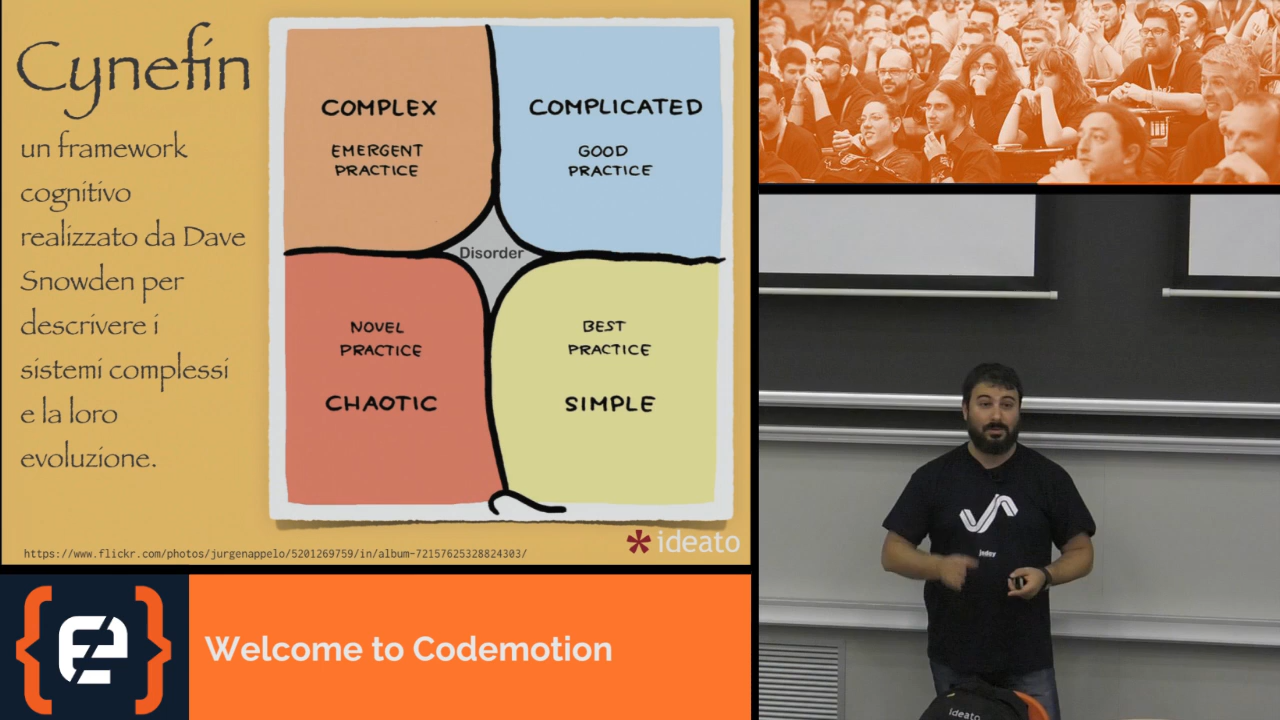 Cynefin
un framework
cognitivo
realizzato da Dave
Snowden per
descrivere i
sistemi complessi
e la loro
evoluzione.
COMPLEX
EMERGENT
PRACTICE
COMPLICATED
GOOD
PRACTICE
Disorder
NOVEL
PRACTICE
CHAOTIC
BEST
PRACTICE
SIMPLE
https://www.flickr.com/photos/jurgenappelo/5201269759/in/album-72157625328824303/
ideato
Welcome to Codemotion
ideato